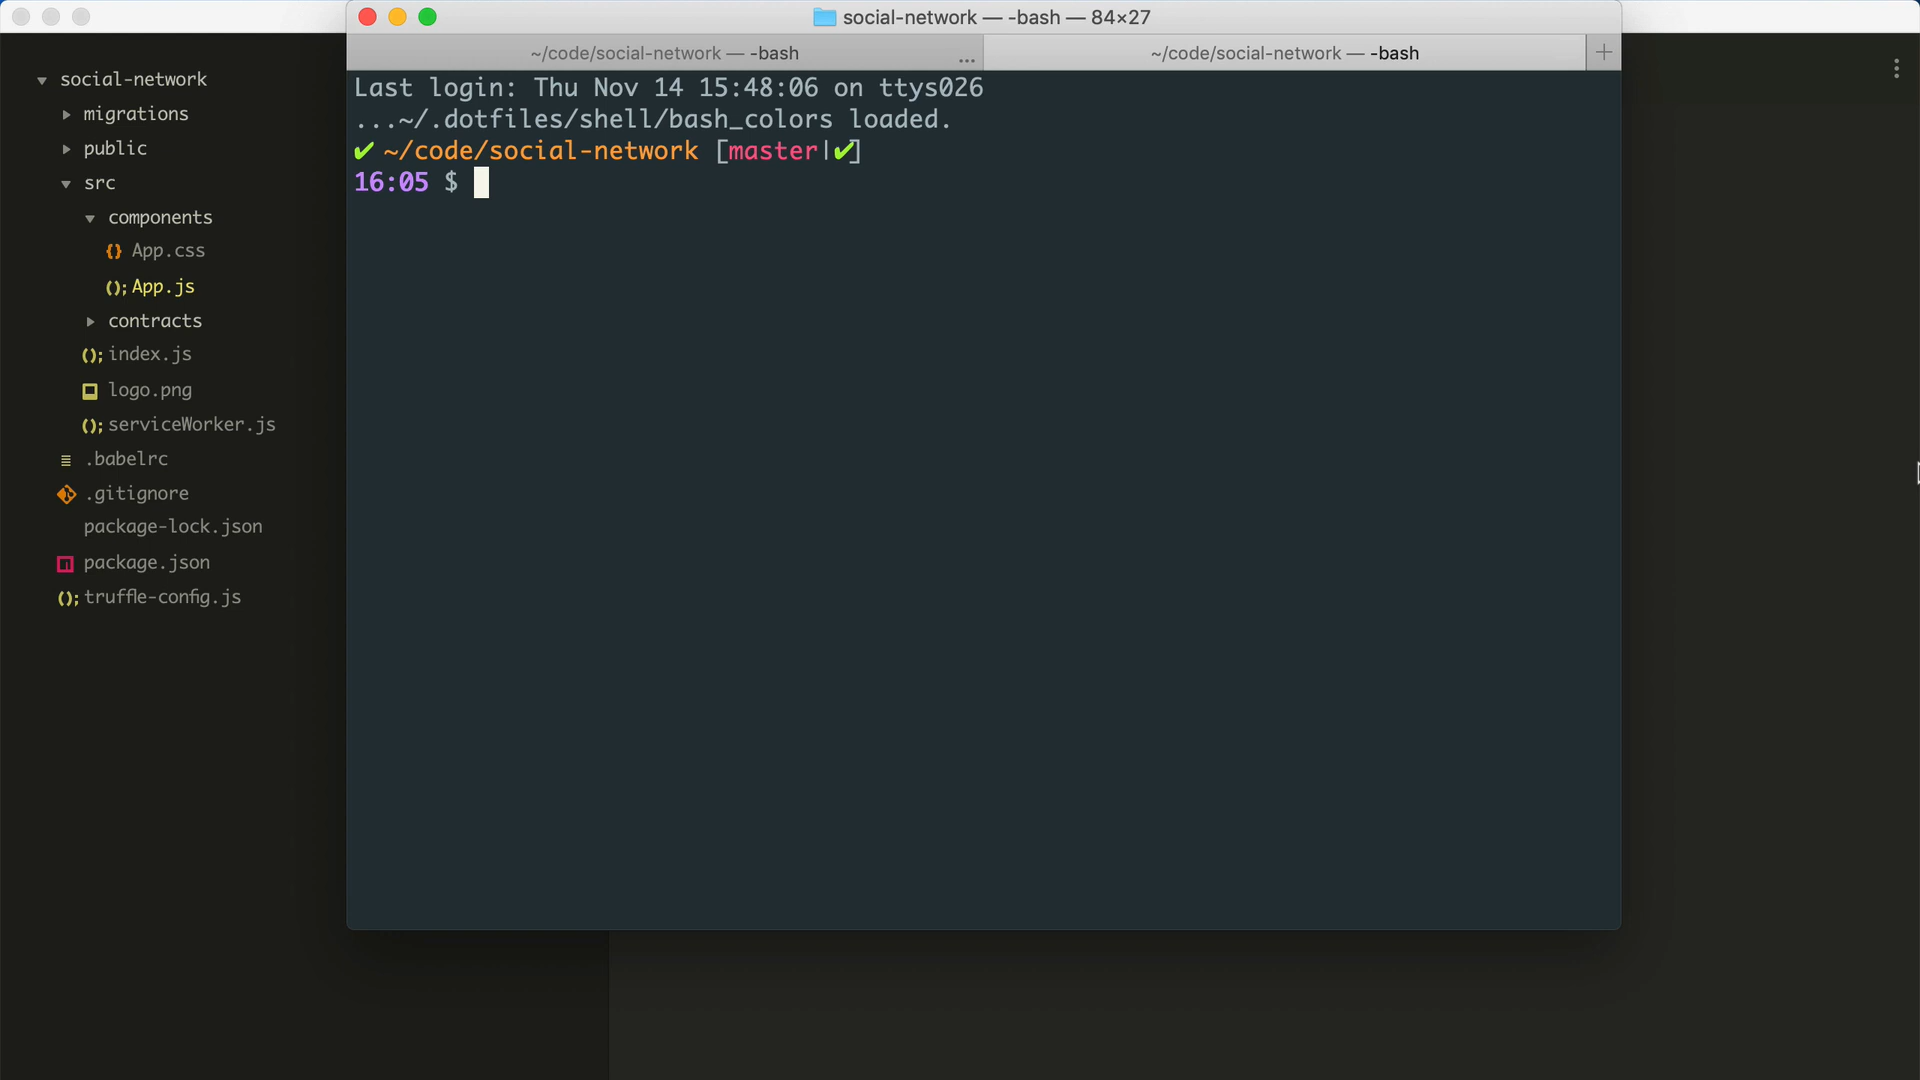 social-network — -bash — 84×27
~/code/social-network — -bash
...
~/code/social-network — -bash
+
social-network
migrations
public
src
components
App.css
App.js
contracts
index.js
logo.png
serviceWorker.js
.babelrc
.gitignore
package-lock.json
package.json
truffle-config.js
Last login: Thu Nov 14 15:48:06 on ttys026
...~/.dotfiles/shell/bash_colors loaded.
✔ ~/code/social-network [master|✔]
16:05 $